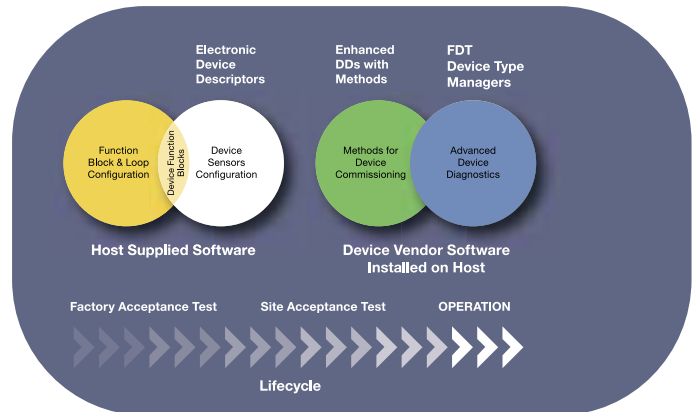 Electronic
Device
Descriptors
Enhanced
DDs with
Methods
FDT
Device Type
Managers
Function
Block & Loop
Configuration
Device Function
Blocks
Device
Sensors
Configuration
Methods for
Device
Commissioning
Advanced
Device
Diagnostics
Host Supplied Software
Device Vendor Software
Installed on Host
Factory Acceptance Test
Site Acceptance Test
OPERATION
Lifecycle